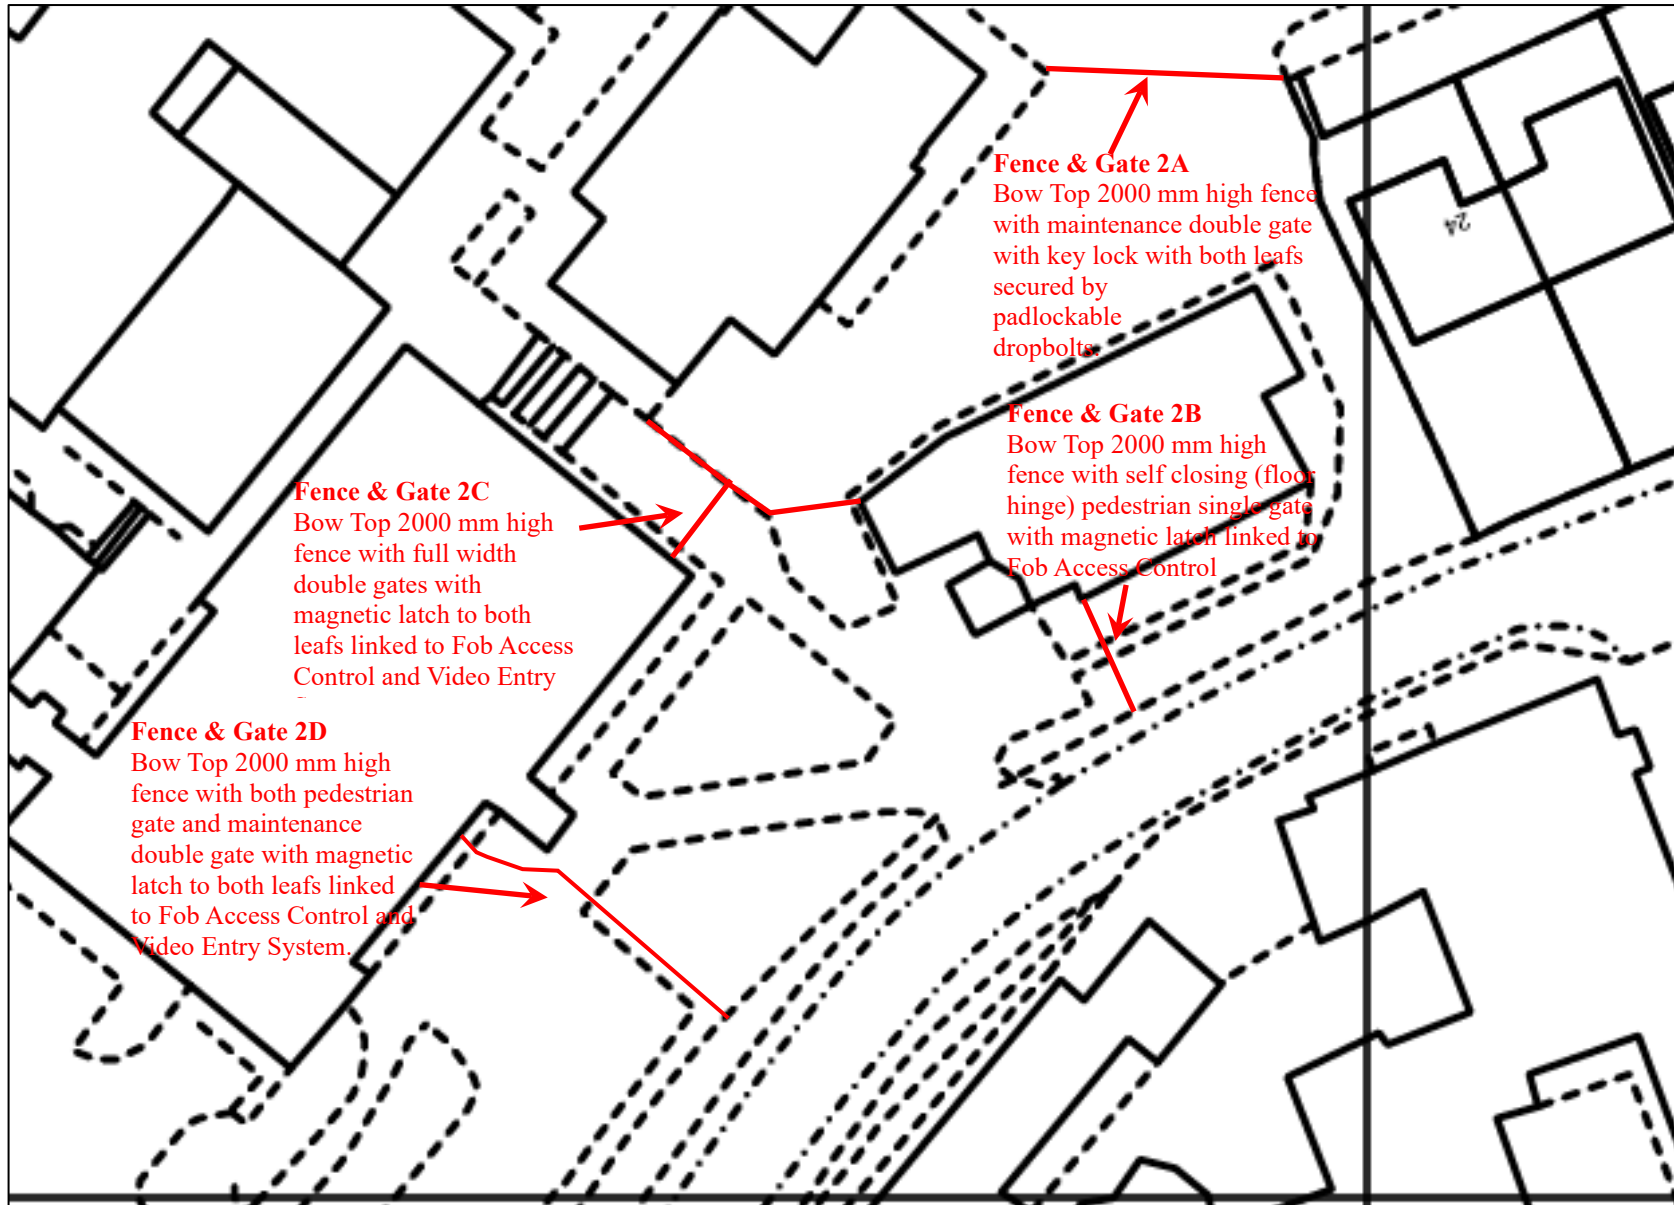 Fence & Gate 2A
Bow Top 2000 mm high fence
with maintenance double gate
with key lock with both leafs
secured by
padlockable
dropbolts.
24
Fence & Gate 2B
Bow Top 2000 mm high
fence with self closing (floor
hinge) pedestrian single gate
with magnetic latch linked to
Fob Access Control
Fence & Gate 2C
Bow Top 2000 mm high
fence with full width
double gates with
magnetic latch to both
leafs linked to Fob Access
Control and Video Entry
Fence & Gate 2D
Bow Top 2000 mm high
fence with both pedestrian
gate and maintenance
double gate with magnetic
latch to both leafs linked
to Fob Access Control and
Video Entry System.